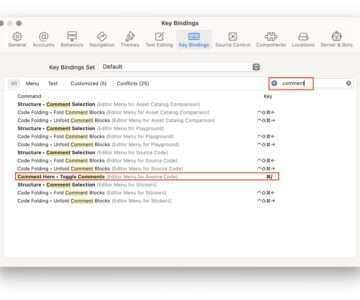 Key Bindings
General Accounts Behaviors Navigation Themes Text Editing Key Bindings Source Control Components Locations Server & Bots
Key Bindings Set Default
All Menu Text Customized (5) Conflicts (25) comment
Command Key
Structure • Comment Selection (Editor Menu for Asset Catalog Comparison)
Code Folding • Fold Comment Blocks (Editor Menu for Asset Catalog Comparison)
Code Folding • Unfold Comment Blocks (Editor Menu for Asset Catalog Comparison)
Structure • Comment Selection (Editor Menu for Playground)
Code Folding • Fold Comment Blocks (Editor Menu for Playground)
Code Folding • Unfold Comment Blocks (Editor Menu for Playground)
Structure • Comment Selection (Editor Menu for Source Code)
Code Folding • Fold Comment Blocks (Editor Menu for Source Code)
Code Folding • Unfold Comment Blocks (Editor Menu for Source Code)
Comment Here • Toggle Comments (Editor Menu for Source Code) ⌘/
Structure • Comment Selection (Editor Menu for Stickers)
Code Folding • Fold Comment Blocks (Editor Menu for Stickers)
Code Folding • Unfold Comment Blocks (Editor Menu for Stickers)